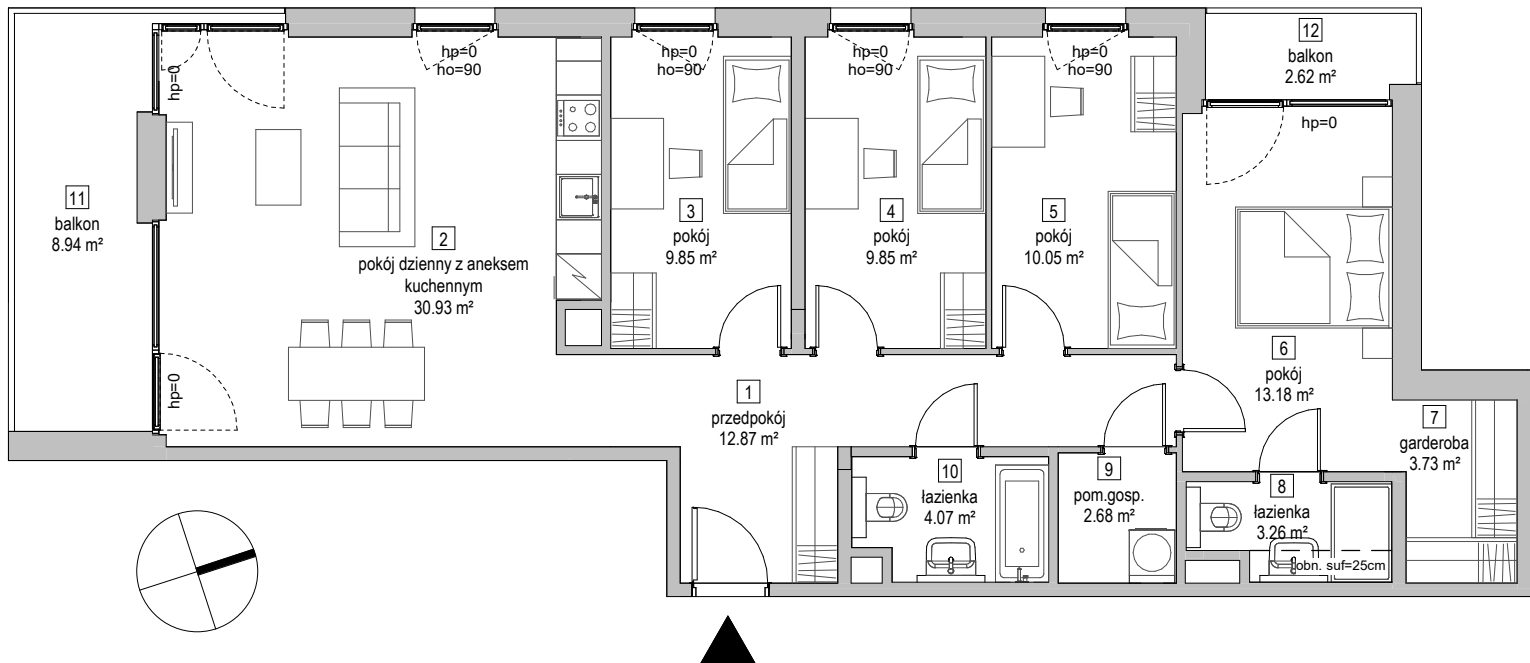 hp=0
hp=0
ho=90
hp=0
ho=90
hp=0
ho=90
hp=0
ho=90
12
balkon
2.62 m²
hp=0
11
balkon
8.94 m²
2
pokój dzienny z aneksem
kuchennym
30.93 m²
3
pokój
9.85 m²
4
pokój
9.85 m²
5
pokój
10.05 m²
6
pokój
13.18 m²
hp=0
1
przedpokój
12.87 m²
7
garderoba
3.73 m²
10
łazienka
4.07 m²
9
pom.gosp.
2.68 m²
8
łazienka
3.26 m²
obn. suf=25cm